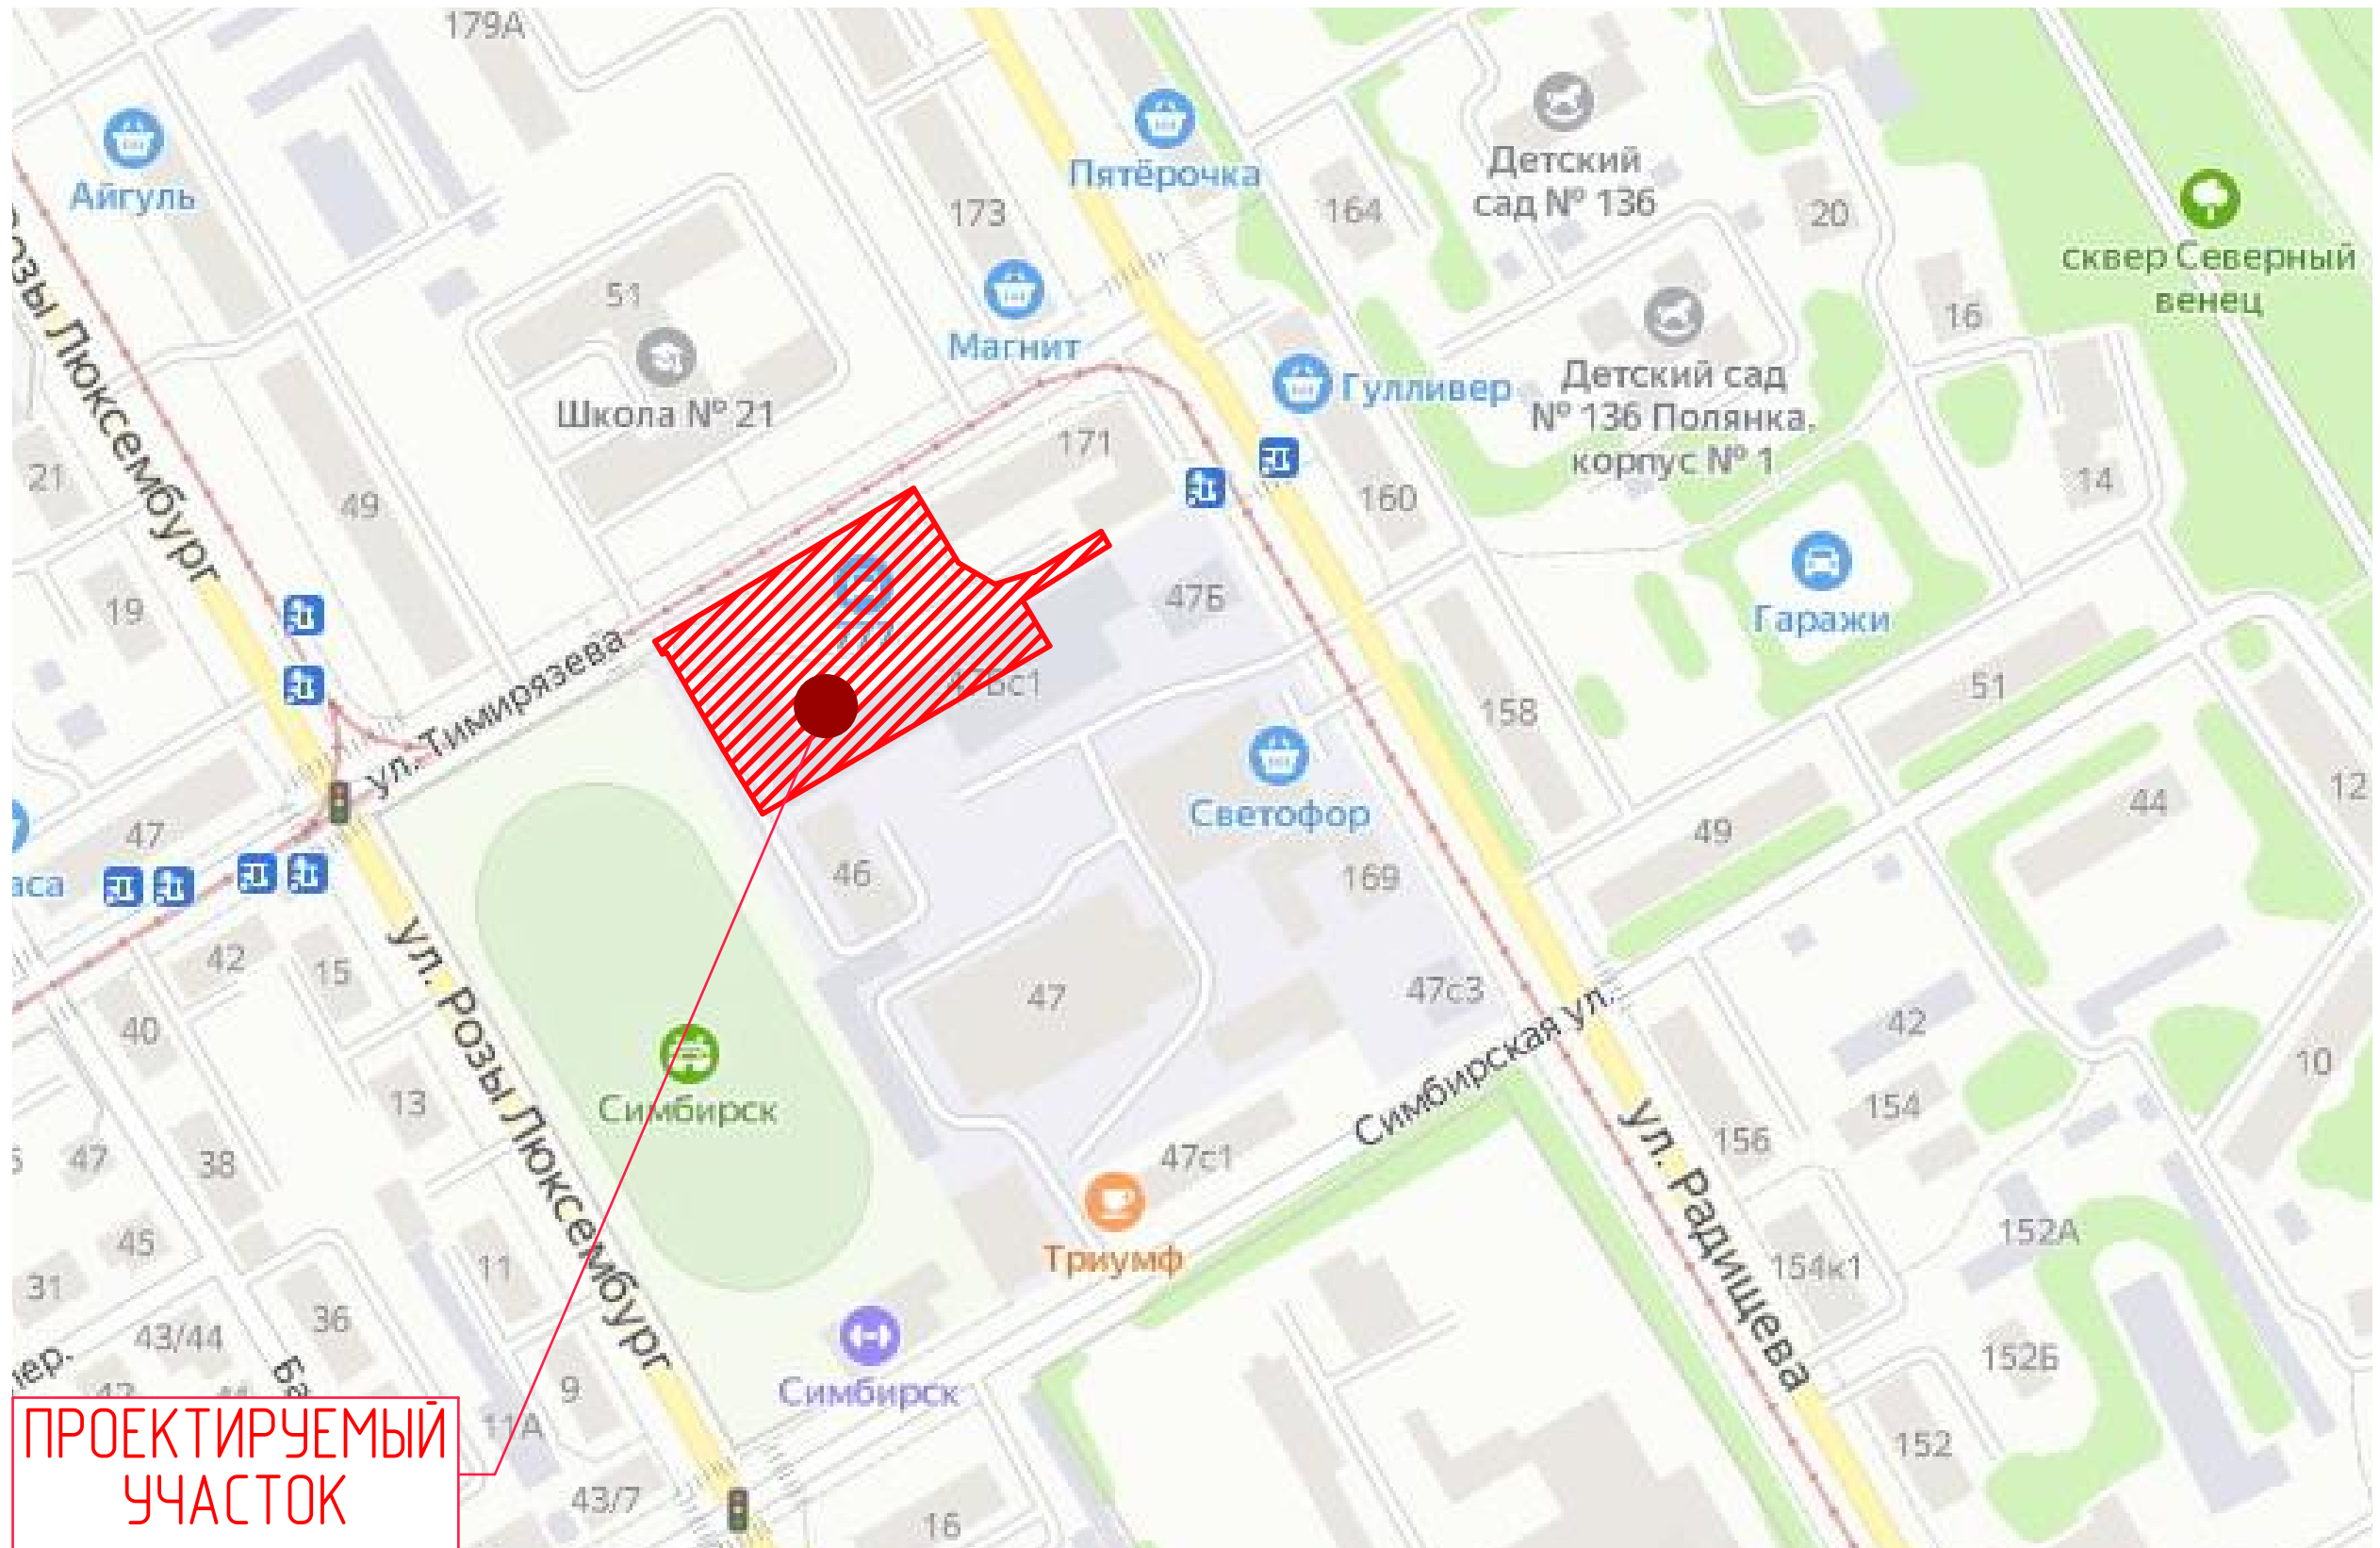 179А
Айгуль
Пятёрочка
Детский
сад № 136
173
164
20
сквер Северный
венец
51
16
Магнит
Школа № 21
Гулливер
Детский сад
№ 136 Полянка.
корпус № 1
171
21
49
160
14
Розы Люксембург
19
47Б
777
Гаражи
ул. Тимирязева
47Бс1
158
51
Светофор
12
44
47
49
46
169
42
15
47
47с3
42
40
10
ул. Розы Люксембург
Симбирская ул.
Симбирск
13
154
156
47
38
47с1
ул. Радищева
45
Триумф
152А
11
154к1
31
36
43/44
152Б
пер.
Симбирск
9
11А
ПРОЕКТИРУЕМЫЙ
УЧАСТОК
152
43/7
16